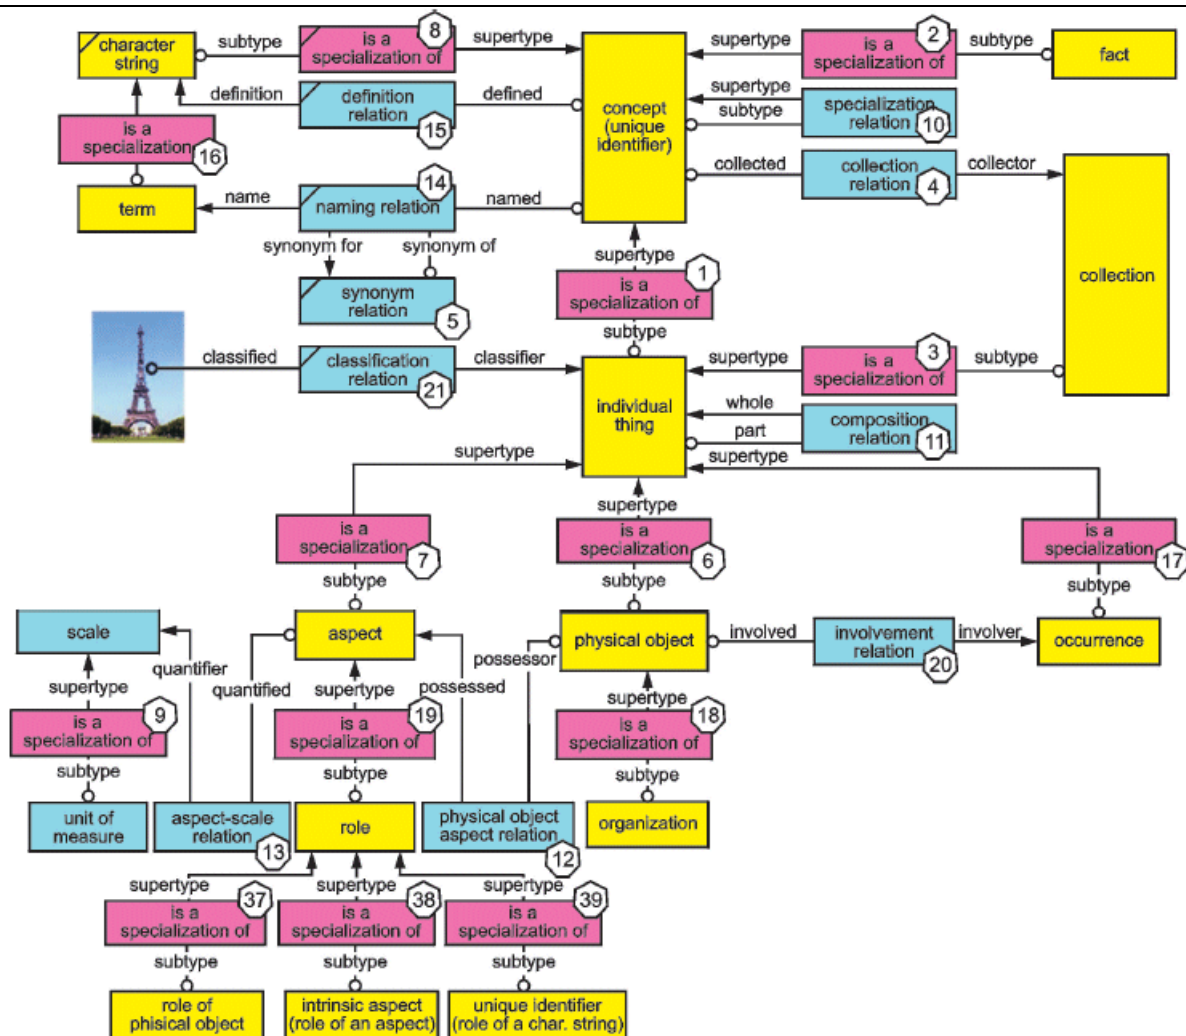 character
string
subtype
is a
specialization of
8
supertype
concept
(unique
identifier)
supertype
is a
specialization of
2
subtype
fact
definition
definition
relation
15
defined
supertype
subtype
specialization
relation
10
is a
specialization
16
collected
collection
relation
4
collector
collection
term
name
naming relation
14
named
synonym for
synonym of
synonym
relation
5
supertype
is a
specialization of
1
subtype
classified
classification
relation
21
classifier
individual
thing
supertype
is a
specialization of
3
subtype
whole
part
composition
relation
11
supertype
supertype
supertype
is a
specialization
7
subtype
is a
specialization
6
subtype
is a
specialization
17
subtype
scale
aspect
physical object
involved
involvement
relation
20
involver
occurrence
quantifier
quantified
possessed
possessor
supertype
is a
specialization of
9
subtype
supertype
is a
specialization of
19
subtype
supertype
is a
specialization of
18
subtype
unit of
measure
aspect-scale
relation
13
role
physical object
aspect relation
12
organization
supertype
is a
specialization of
37
subtype
supertype
is a
specialization of
38
subtype
supertype
is a
specialization of
39
subtype
role of
phisical object
intrinsic aspect
(role of an aspect)
unique identifier
(role of a char. string)